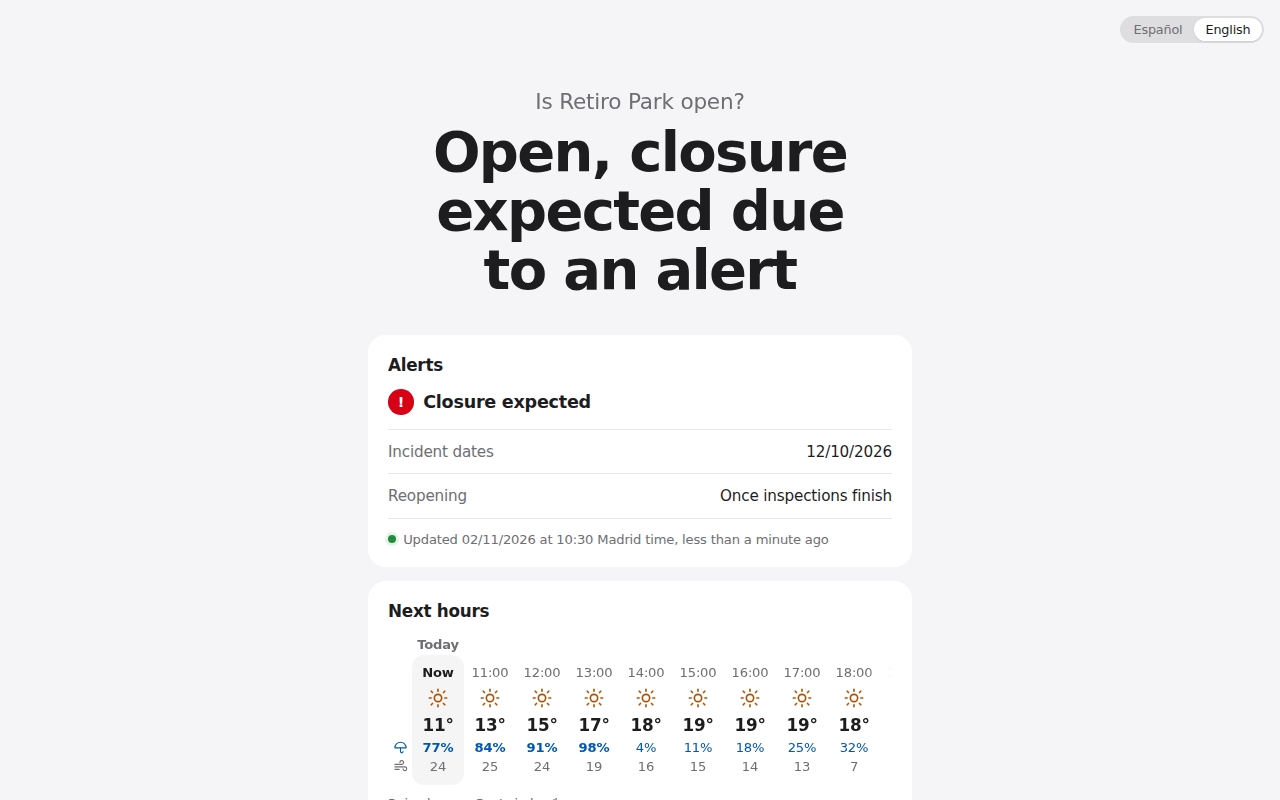 Español English
Is Retiro Park open?
Open, closure
expected due
to an alert
Alerts
! Closure expected
Incident dates 12/10/2026
Reopening Once inspections finish
Updated 02/11/2026 at 10:30 Madrid time, less than a minute ago
Next hours
Today
Now 11:00 12:00 13:00 14:00 15:00 16:00 17:00 18:00
11° 13° 15° 17° 18° 19° 19° 19° 18°
77% 84% 91% 98% 4% 11% 18% 25% 32%
24 25 24 19 16 15 14 13 7